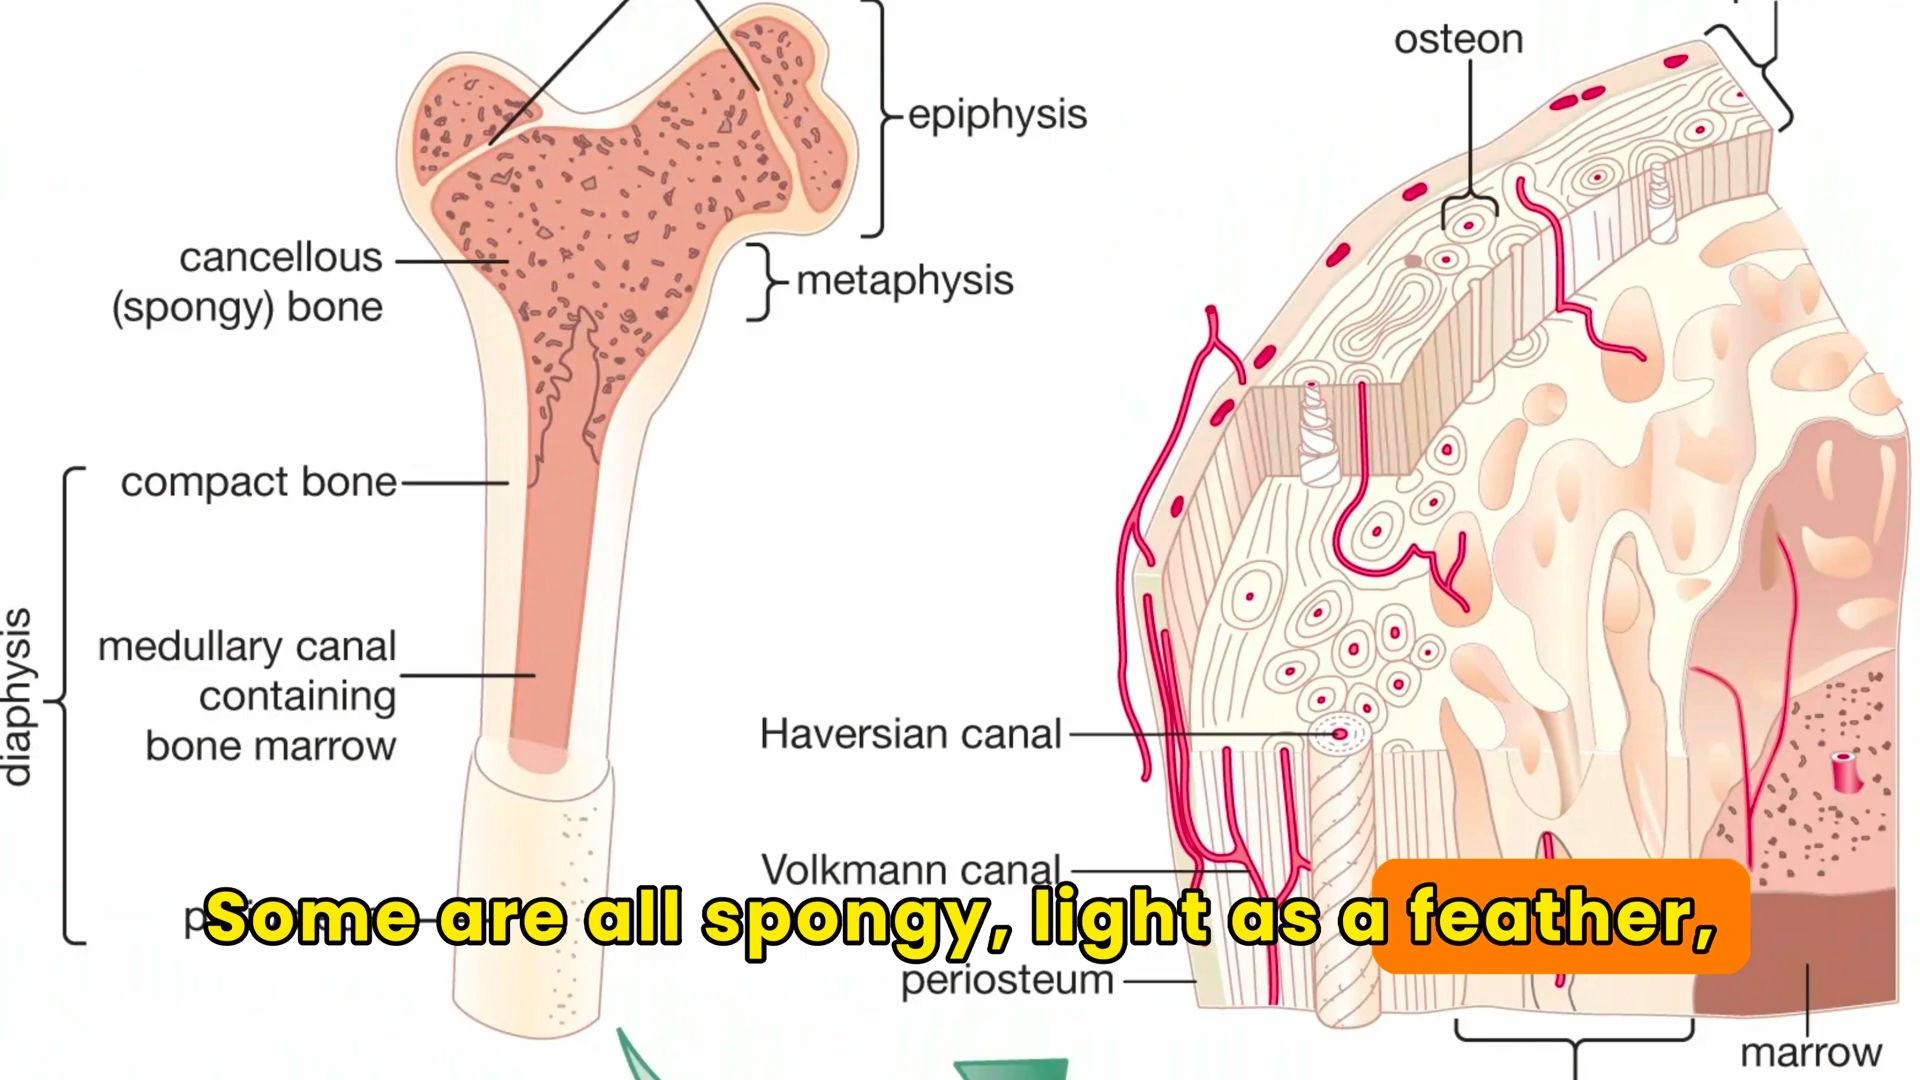 osteon
epiphysis
cancellous
(spongy) bone
metaphysis
compact bone
diaphysis
medullary canal
containing
bone marrow
Haversian canal
Volkmann canal
Some are all spongy, light as a feather,
periosteum
marrow